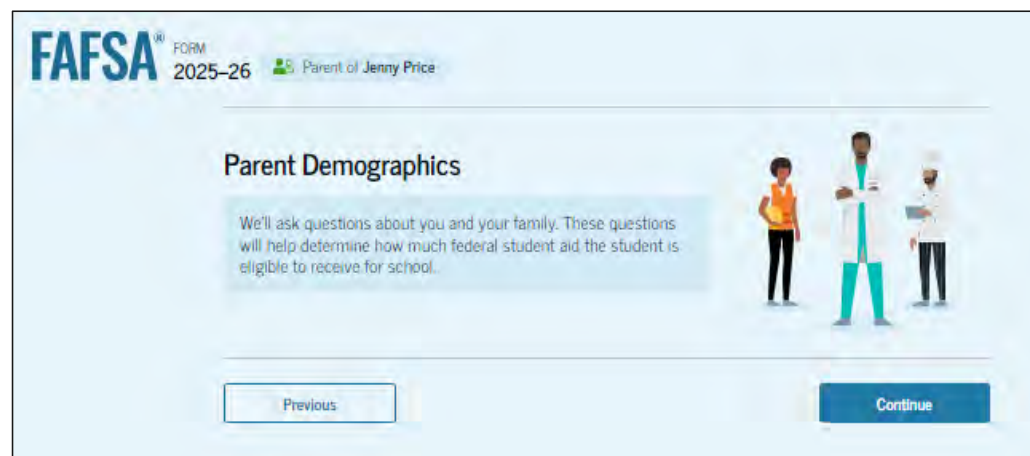 FAFSA® FORM
2025–26 Parent of Jenny Price
Parent Demographics
We'll ask questions about you and your family. These questions
will help determine how much federal student aid the student is
eligible to receive for school.
Previous
Continue